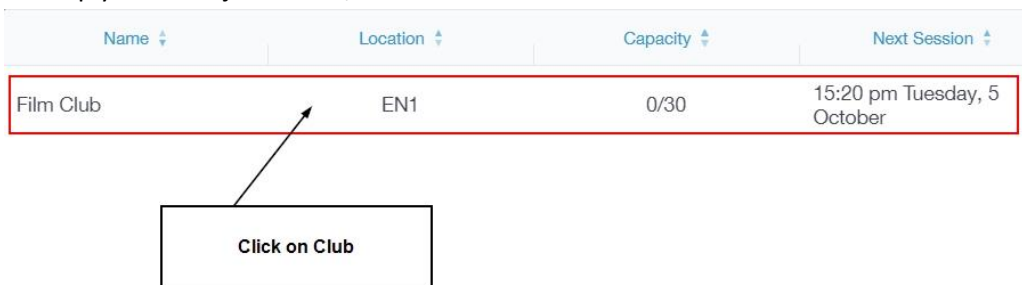 Name Location Capacity Next Session
Film Club EN1 0/30 15:20 pm Tuesday, 5
October
Click on Club